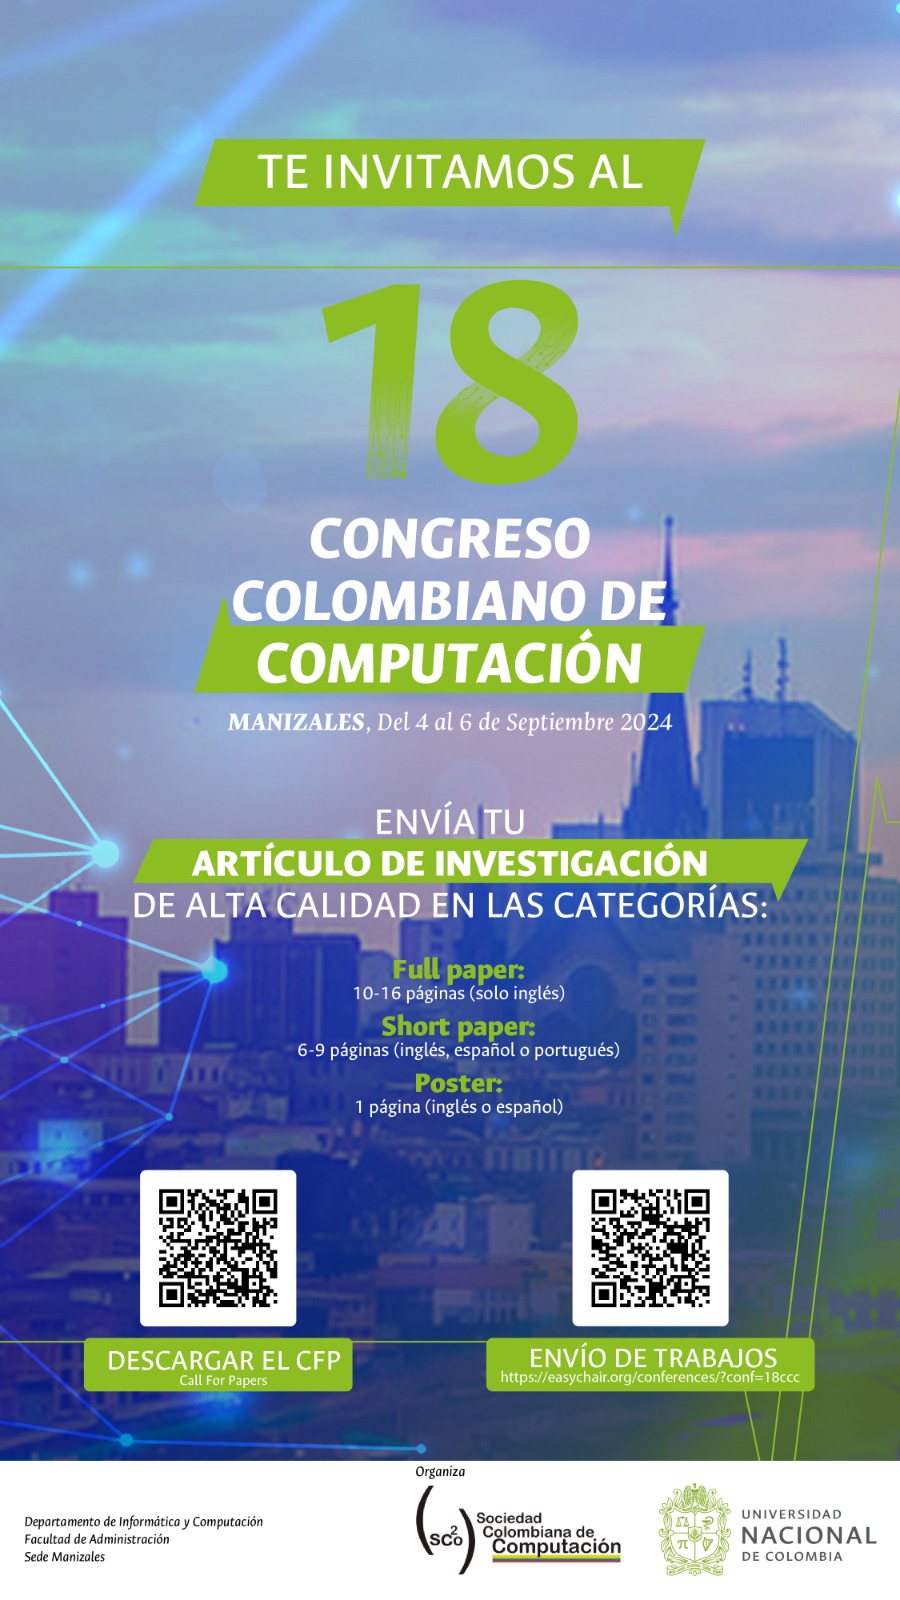 TE INVITAMOS AL
18
CONGRESO
COLOMBIANO DE
COMPUTACIÓN
MANIZALES, Del 4 al 6 de Septiembre 2024
ENVÍA TU
ARTÍCULO DE INVESTIGACIÓN
DE ALTA CALIDAD EN LAS CATEGORÍAS:
Full paper:
10-16 páginas (solo inglés)
Short paper:
6-9 páginas (inglés, español o portugués)
Poster:
1 página (inglés o español)
DESCARGAR EL CFP
Call For Papers
ENVÍO DE TRABAJOS
https://easychair.org/conferences/?conf=18ccc
Organiza
Departamento de Informática y Computación
Facultad de Administración
Sede Manizales
SCo2
Sociedad
Colombiana de
Computación
UNIVERSIDAD
NACIONAL
DE COLOMBIA